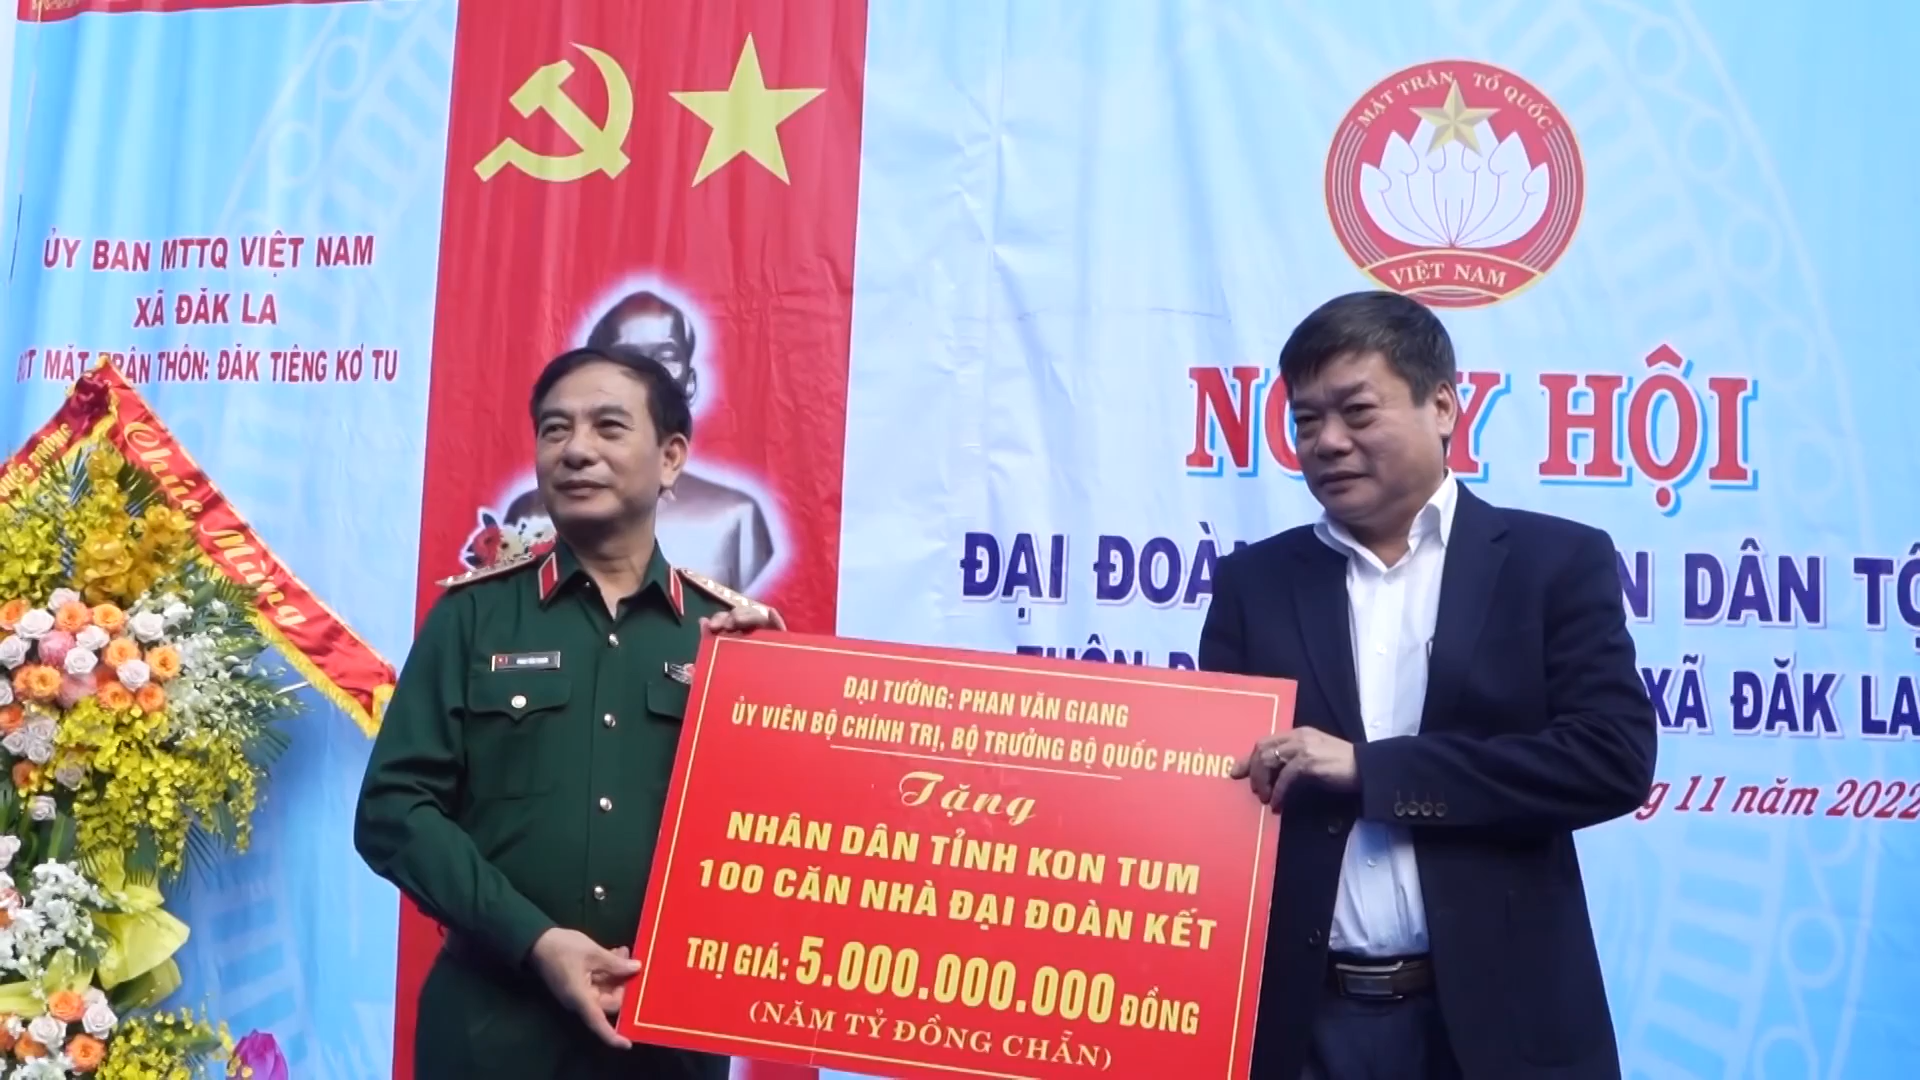 ỦY BAN MTTQ VIỆT NAM
XÃ ĐĂK LA
MẶT TRẬN THÔN: ĐĂK TIÊNG KƠ TU
Chúc Mừng
MẶT TRẬN TỔ QUỐC
VIỆT NAM
HỘI
ĐẠI DÂN
XÃ ĐĂK LA
11 năm 2022
ĐẠI TƯỚNG: PHAN VĂN GIANG
ỦY VIÊN BỘ CHÍNH TRỊ, BỘ TRƯỞNG BỘ QUỐC PHÒNG
Tặng
NHÂN DÂN TỈNH KON TUM
100 CĂN NHÀ ĐẠI ĐOÀN KẾT
TRỊ GIÁ: 5.000.000.000 ĐỒNG
(NĂM TỶ ĐỒNG CHẴN)